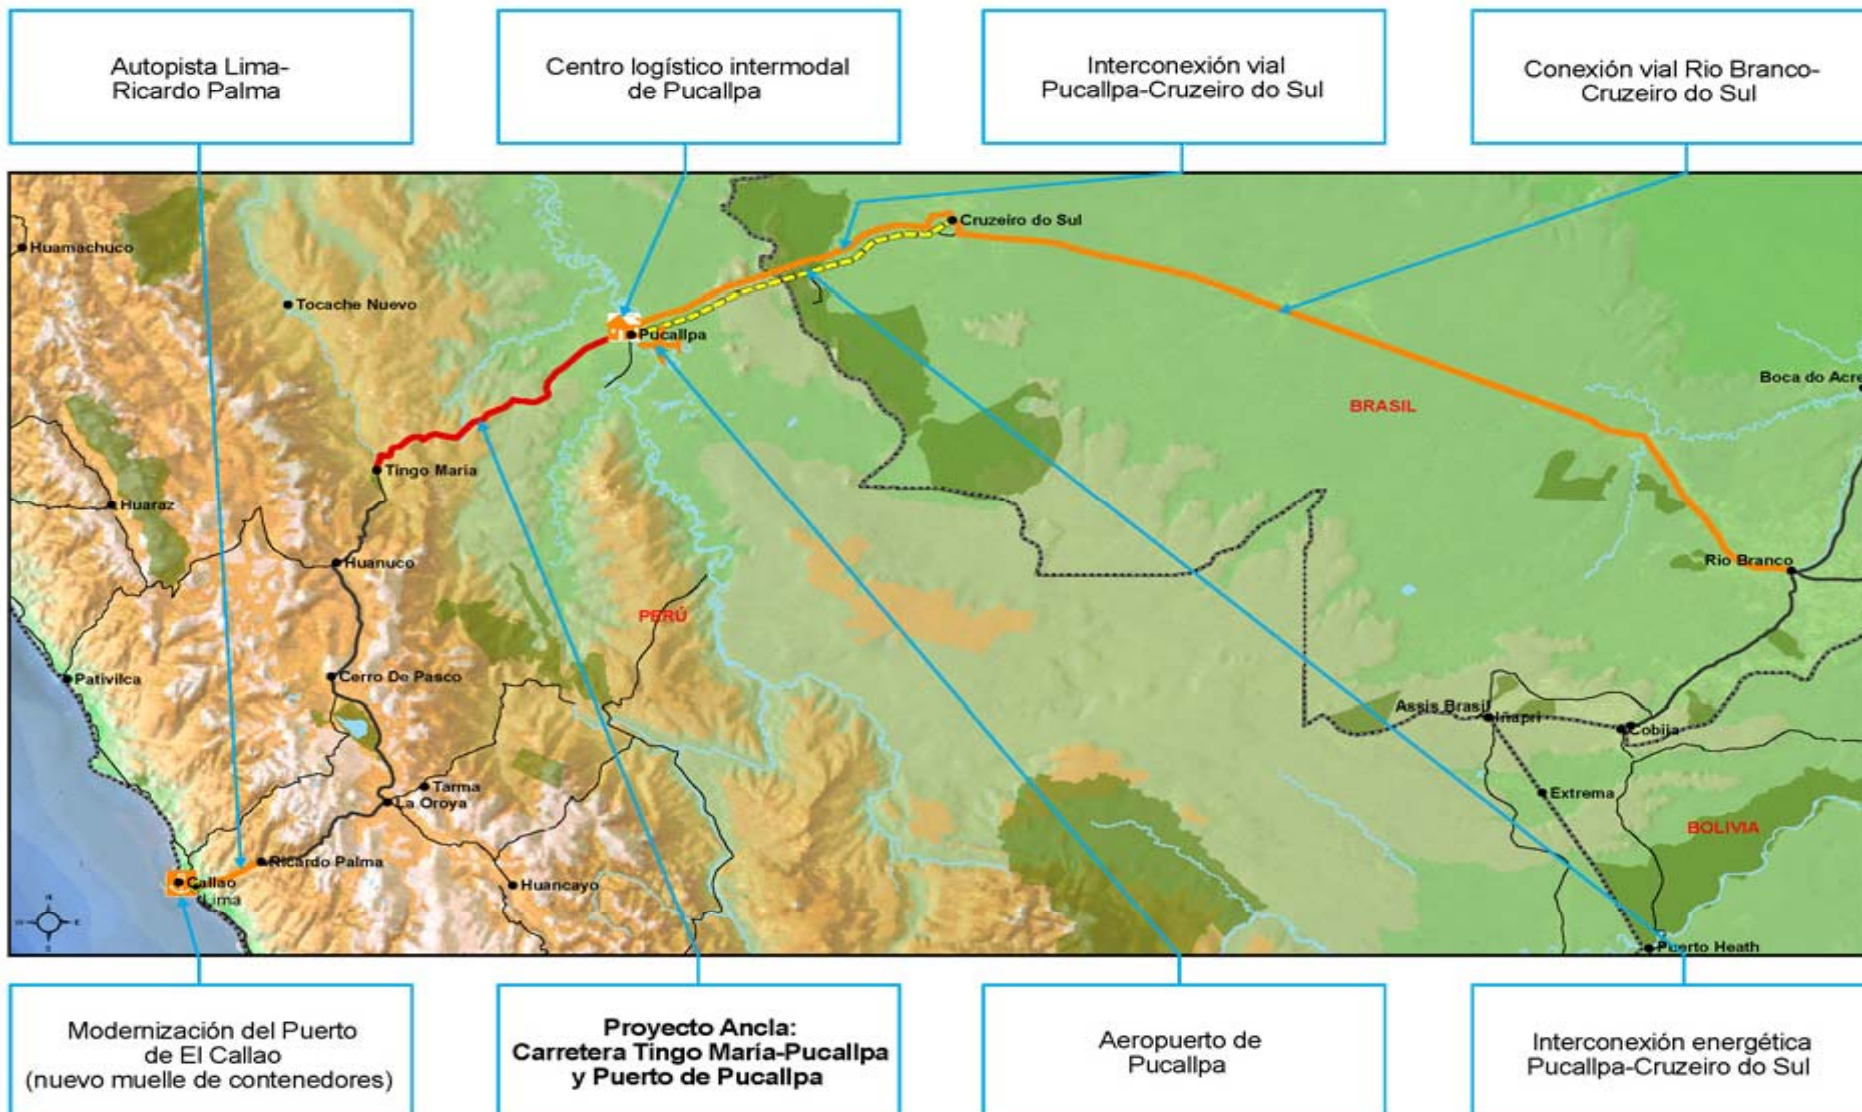 Autopista Lima-
Ricardo Palma
Centro logístico intermodal
de Pucallpa
Interconexión vial
Pucallpa-Cruzeiro do Sul
Conexión vial Rio Branco-
Cruzeiro do Sul
Huamachuco
Cruzeiro do Sul
Tocache Nuevo
Pucallpa
Boca do Acre
BRASIL
Tingo María
Huaraz
Huanuco
Rio Branco
PERÚ
Pativilca
Cerro De Pasco
Assis Brasil
Iñapri
Cobija
Tarma
La Oroya
Extrema
BOLIVIA
Ricardo Palma
Callao
Lima
Huancayo
Puerto Heath
Modernización del Puerto
de El Callao
(nuevo muelle de contenedores)
Proyecto Ancla:
Carretera Tingo María-Pucallpa
y Puerto de Pucallpa
Aeropuerto de
Pucallpa
Interconexión energética
Pucallpa-Cruzeiro do Sul